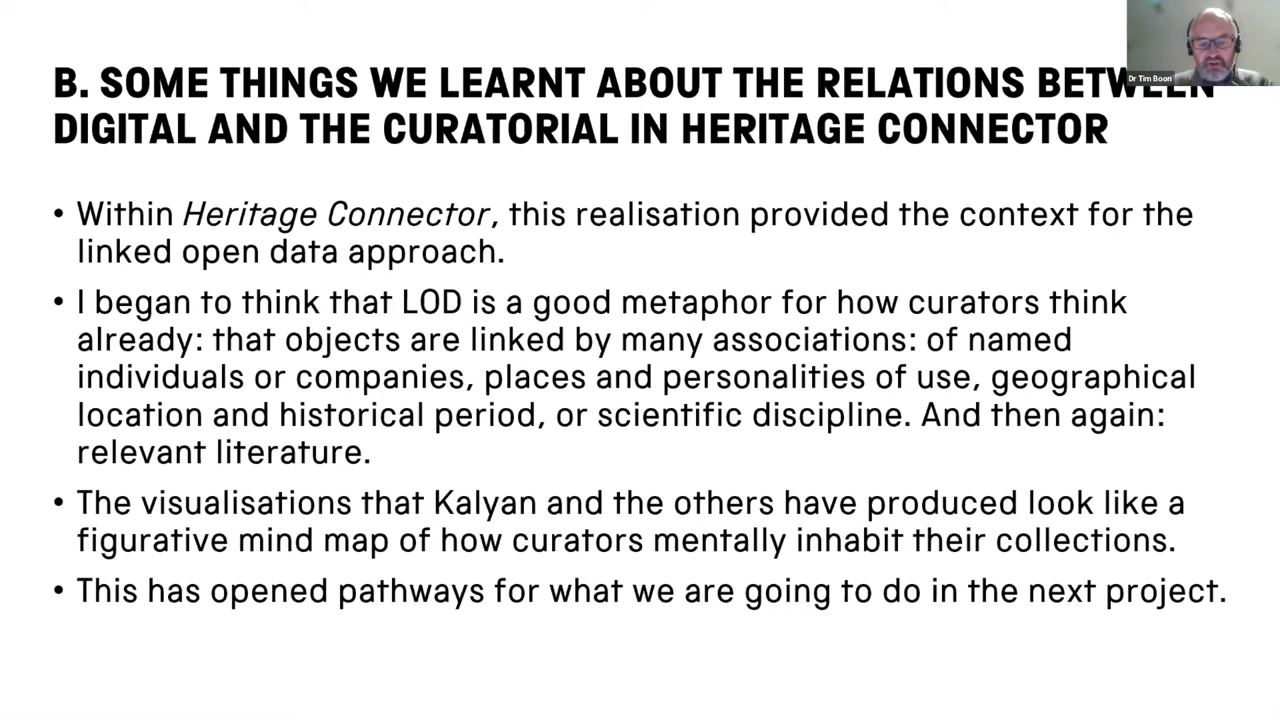 B. SOME THINGS WE LEARNT ABOUT THE RELATIONS BETWEEN
DIGITAL AND THE CURATORIAL IN HERITAGE CONNECTOR
Dr Tim Boon
• Within Heritage Connector, this realisation provided the context for the
linked open data approach.
• I began to think that LOD is a good metaphor for how curators think
already: that objects are linked by many associations: of named
individuals or companies, places and personalities of use, geographical
location and historical period, or scientific discipline. And then again:
relevant literature.
• The visualisations that Kalyan and the others have produced look like a
figurative mind map of how curators mentally inhabit their collections.
• This has opened pathways for what we are going to do in the next project.